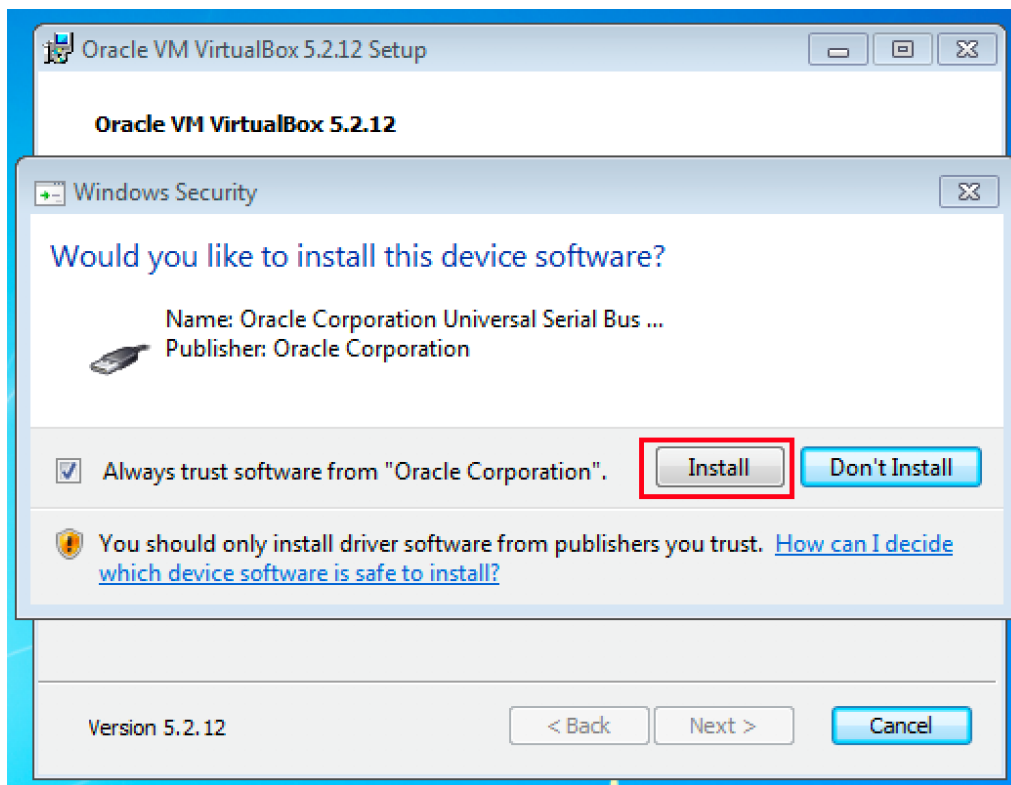 Oracle VM VirtualBox 5.2.12 Setup
Oracle VM VirtualBox 5.2.12
Windows Security
Would you like to install this device software?
Name: Oracle Corporation Universal Serial Bus ...
Publisher: Oracle Corporation
Always trust software from "Oracle Corporation".
Install
Don't Install
You should only install driver software from publishers you trust. How can I decide
which device software is safe to install?
Version 5.2.12
< Back
Next >
Cancel